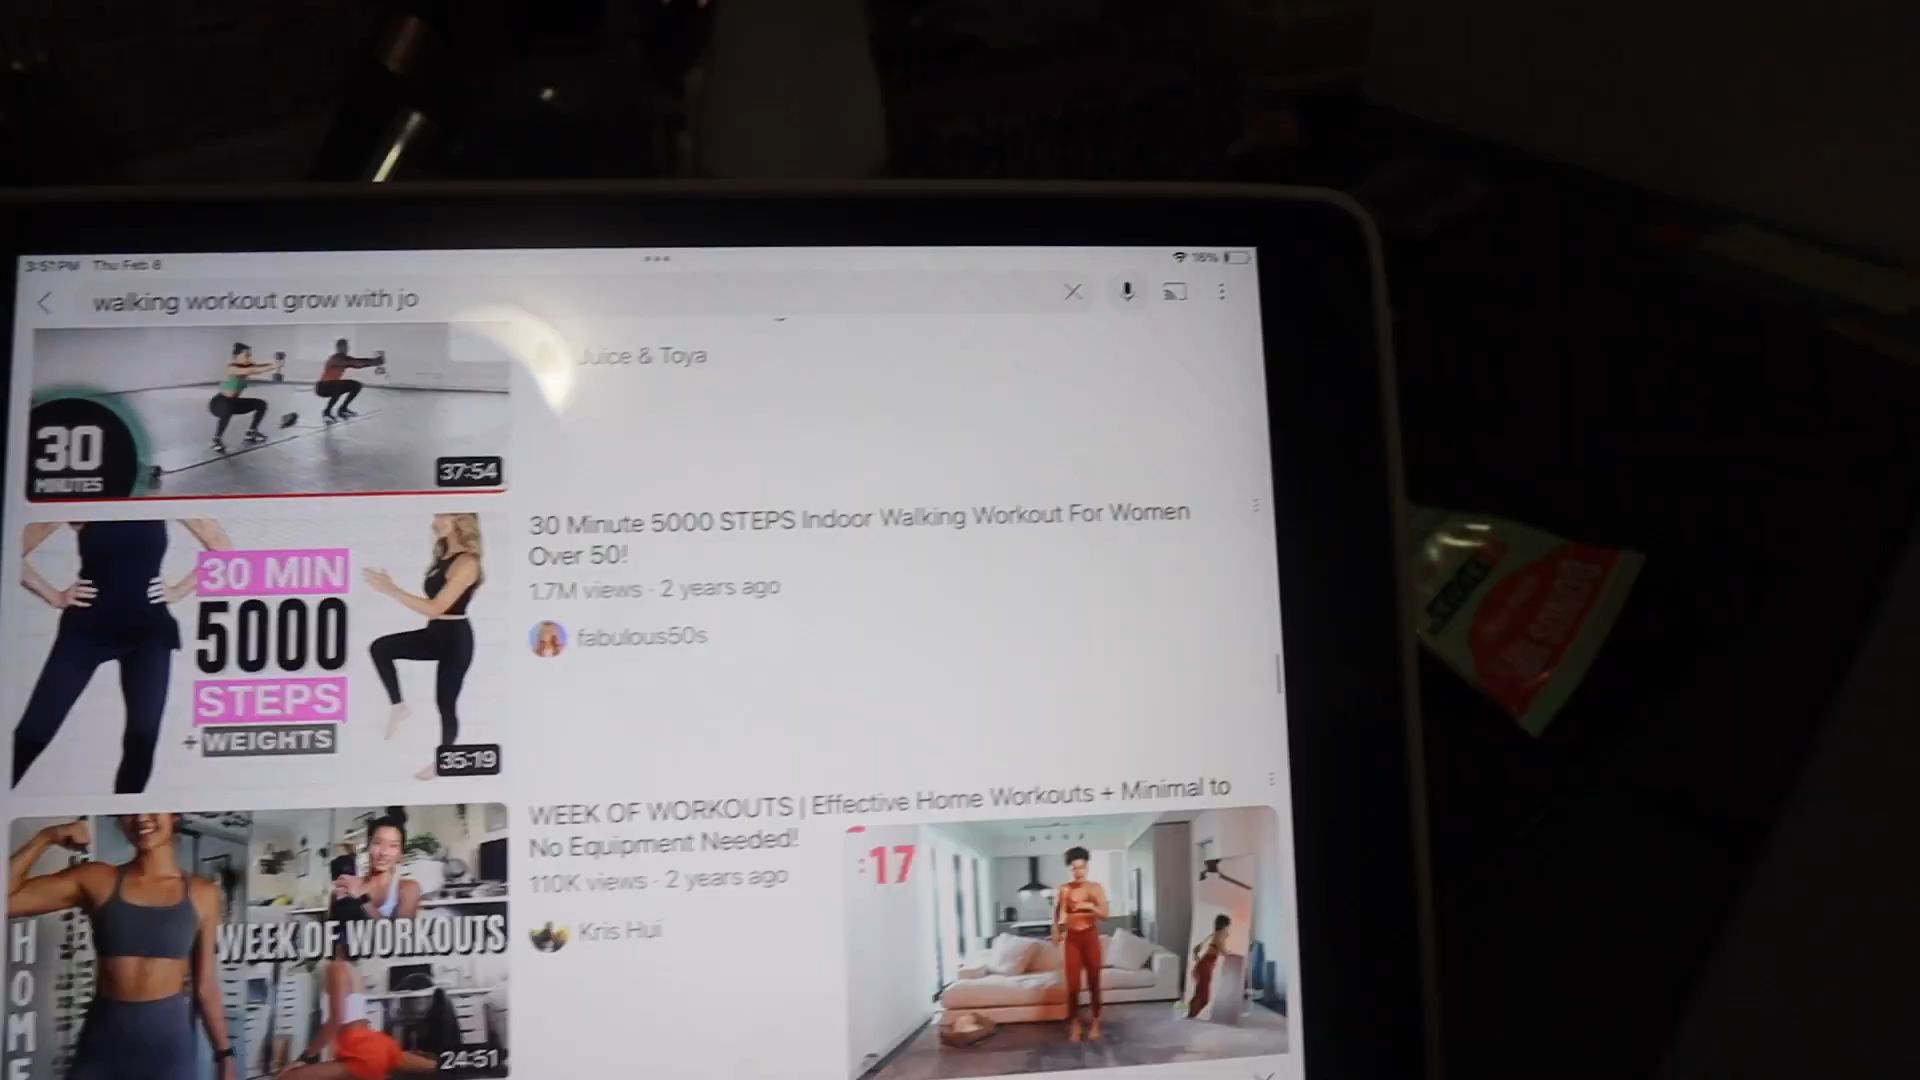 3:51 PM Thu Feb 8
16%
walking workout grow with jo
Juice & Toya
30
MINUTES
37:54
30 Minute 5000 STEPS Indoor Walking Workout For Women
Over 50!
1.7M views · 2 years ago
fabulous50s
30 MIN
5000
STEPS
+WEIGHTS
35:19
WEEK OF WORKOUTS | Effective Home Workouts + Minimal to
No Equipment Needed!
110K views · 2 years ago
Kris Hui
HOME
WEEK OF WORKOUTS
24:51
:17